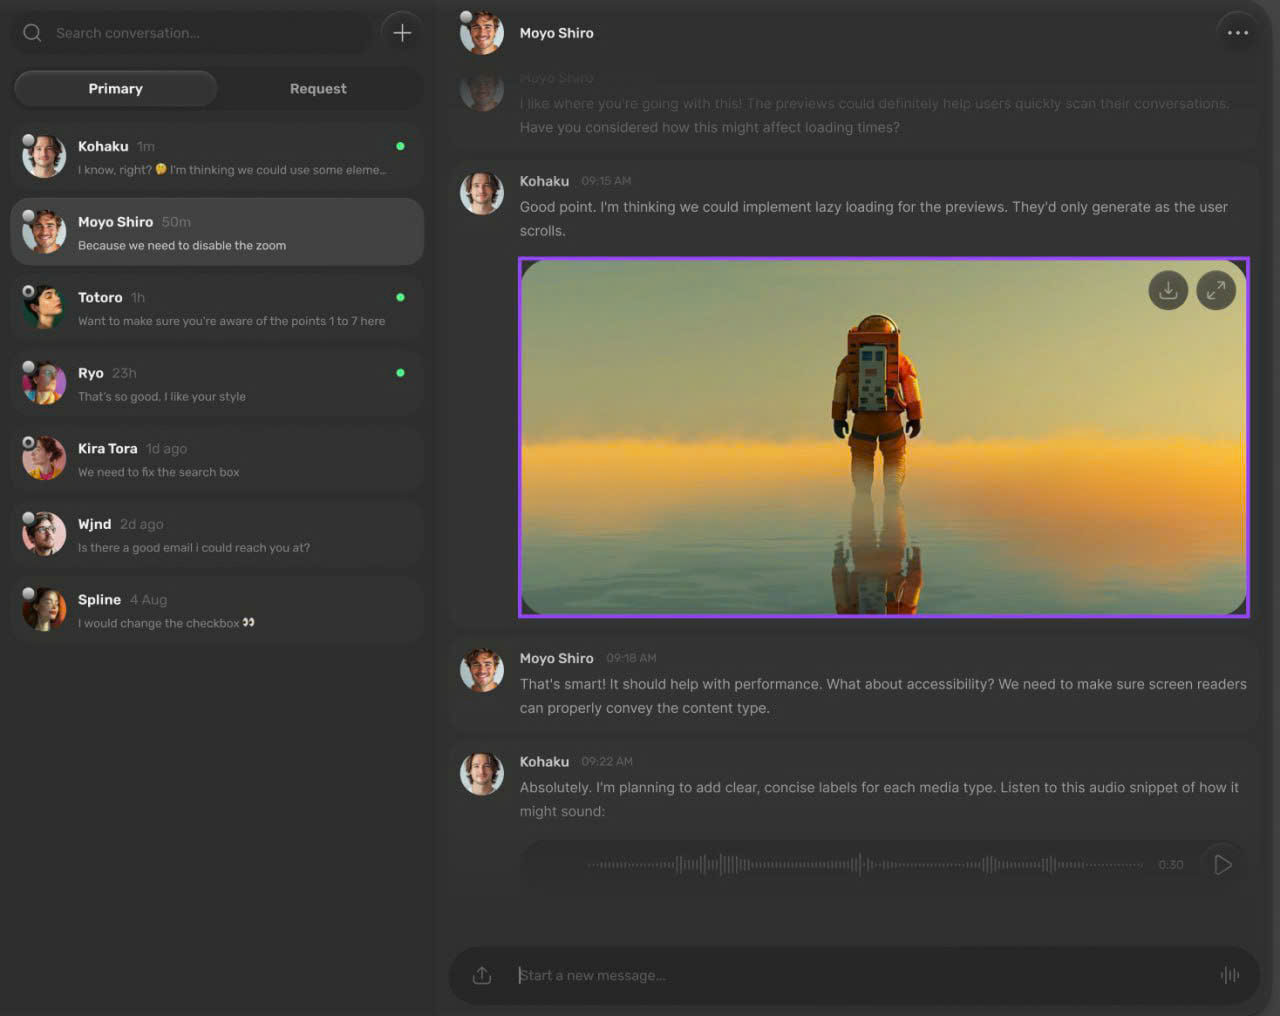 Search conversation...
Primary
Request
Kohaku 1m
I know, right? 🤔 I'm thinking we could use some eleme...
Moyo Shiro 50m
Because we need to disable the zoom
Totoro 1h
Want to make sure you're aware of the points 1 to 7 here
Ryo 23h
That's so good, I like your style
Kira Tora 1d ago
We need to fix the search box
Wjnd 2d ago
Is there a good email i could reach you at?
Spline 4 Aug
I would change the checkbox 👀
Moyo Shiro
Moyo Shiro
I like where you're going with this! The previews could definitely help users quickly scan their conversations.
Have you considered how this might affect loading times?
Kohaku 09:15 AM
Good point. I'm thinking we could implement lazy loading for the previews. They'd only generate as the user
scrolls.
Moyo Shiro 09:18 AM
That's smart! It should help with performance. What about accessibility? We need to make sure screen readers
can properly convey the content type.
Kohaku 09:22 AM
Absolutely. I'm planning to add clear, concise labels for each media type. Listen to this audio snippet of how it
might sound:
0:30
Start a new message...